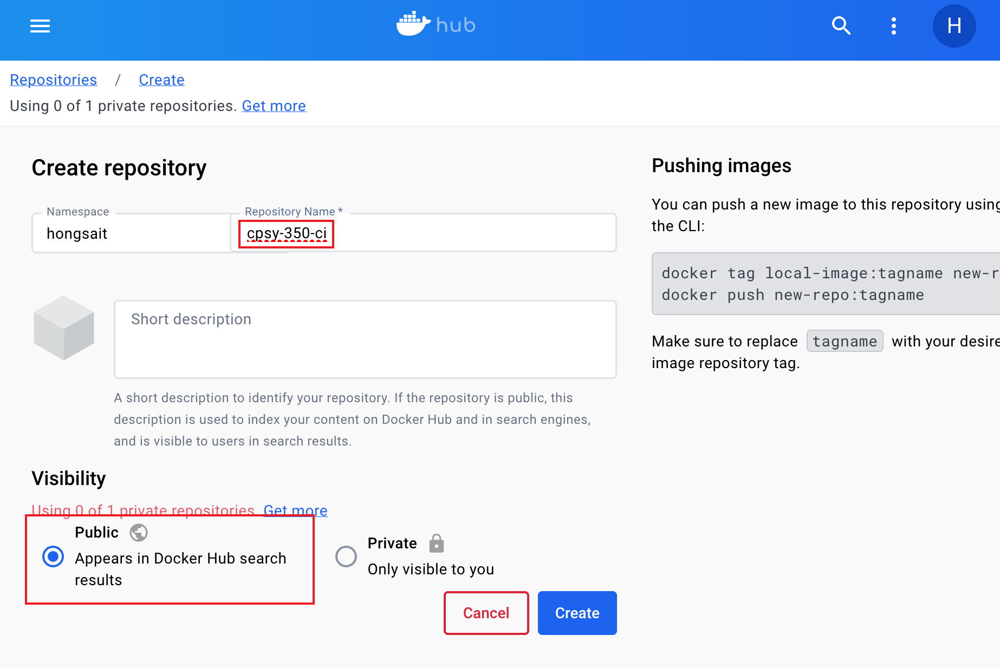 hub
H
Repositories / Create
Using 0 of 1 private repositories. Get more
Create repository
Namespace
hongsait
Repository Name *
cpsy-350-ci
Short description
A short description to identify your repository. If the repository is public, this
description is used to index your content on Docker Hub and in search engines,
and is visible to users in search results.
Visibility
Using 0 of 1 private repositories. Get more
Public
Appears in Docker Hub search
results
Private
Only visible to you
Cancel
Create
Pushing images
You can push a new image to this repository using
the CLI:
docker tag local-image:tagname new-r
docker push new-repo:tagname
Make sure to replace tagname with your desire
image repository tag.